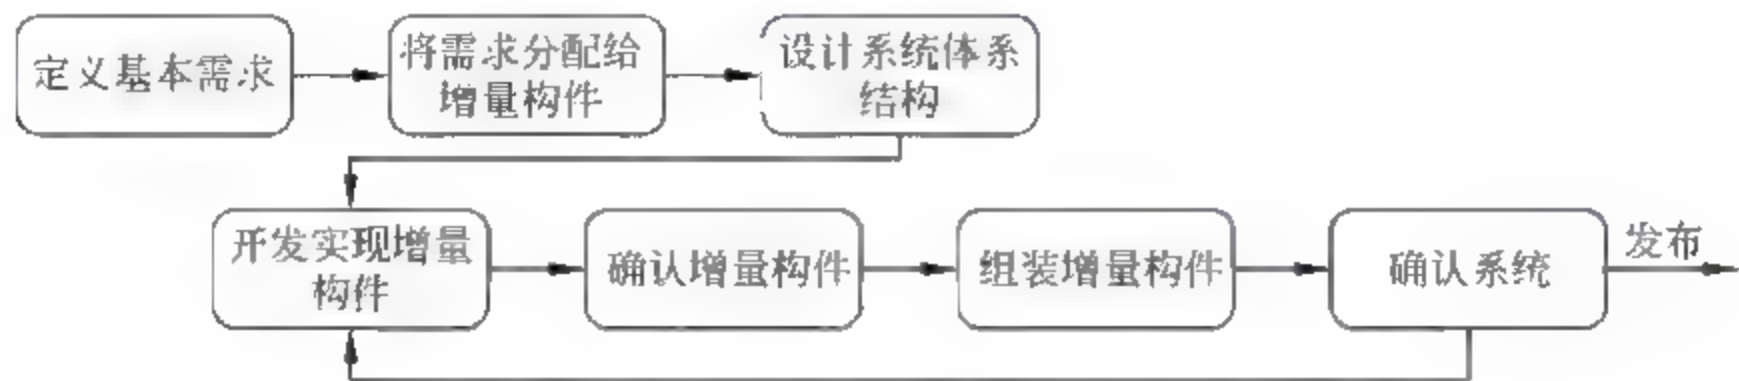 定义基本需求
将需求分配给
增量构件
设计系统体系
结构
开发实现增量
构件
确认增量构件
组装增量构件
确认系统
发布